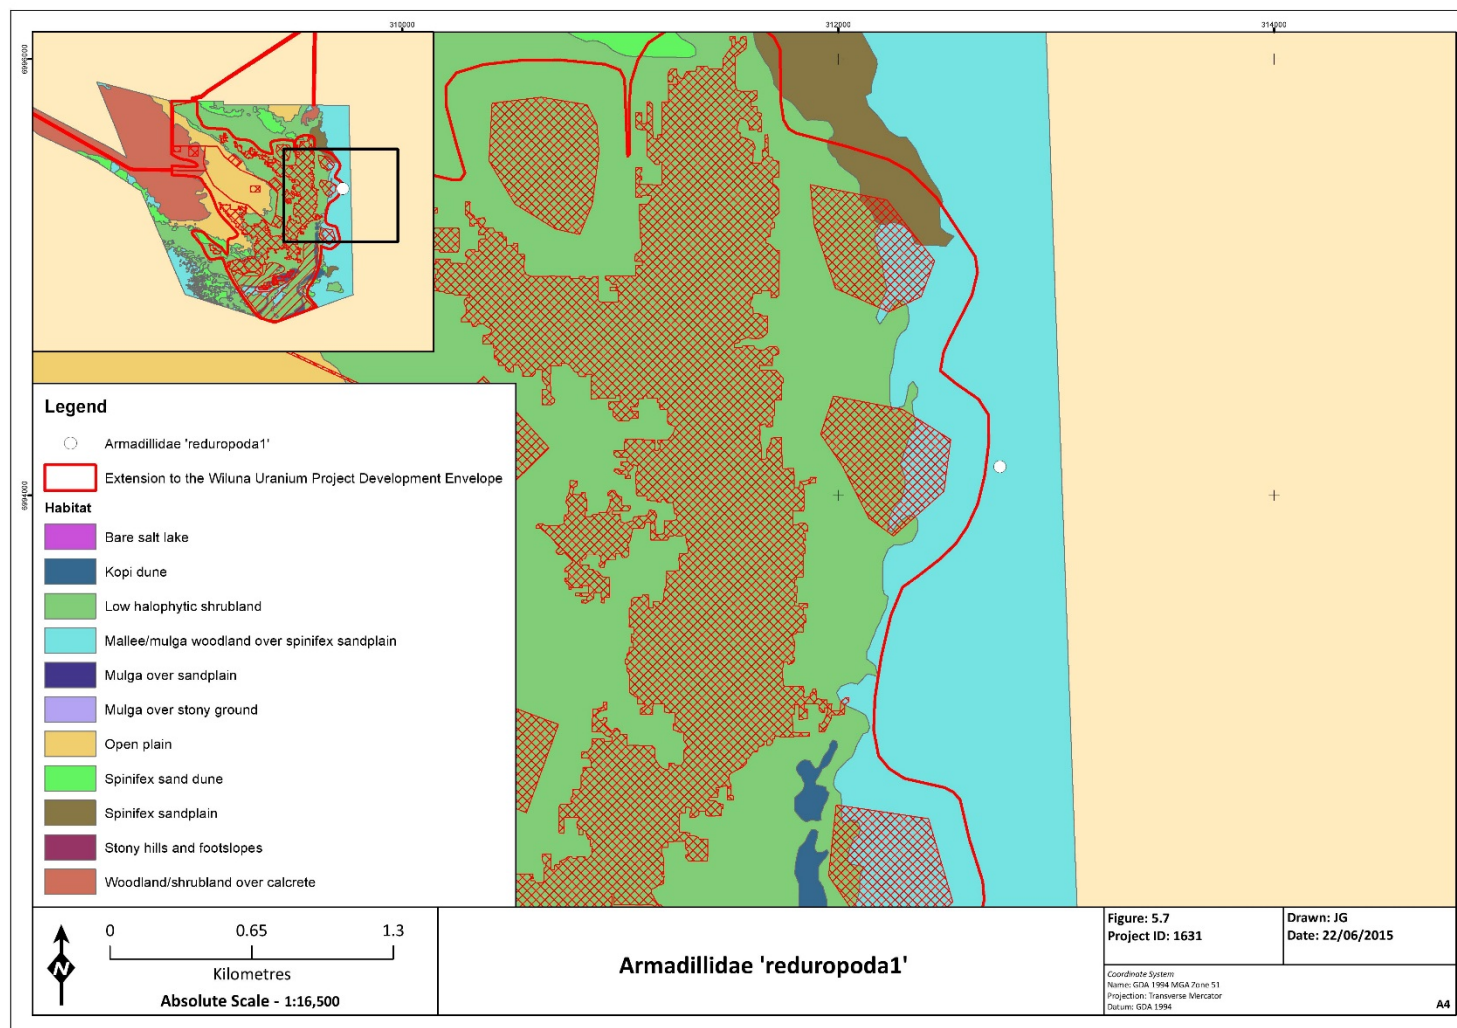 310000
312000
314000
6996000
6994000
Legend
Armadillidae 'reduropoda1'
Extension to the Wiluna Uranium Project Development Envelope
Habitat
Bare salt lake
Kopi dune
Low halophytic shrubland
Mallee/mulga woodland over spinifex sandplain
Mulga over sandplain
Mulga over stony ground
Open plain
Spinifex sand dune
Spinifex sandplain
Stony hills and footslopes
Woodland/shrubland over calcrete
N
0 0.65 1.3
Kilometres
Absolute Scale - 1:16,500
Armadillidae 'reduropoda1'
Figure: 5.7
Project ID: 1631
Drawn: JG
Date: 22/06/2015
Coordinate System
Name: GDA 1994 MGA Zone 51
Projection: Transverse Mercator
Datum: GDA 1994
A4